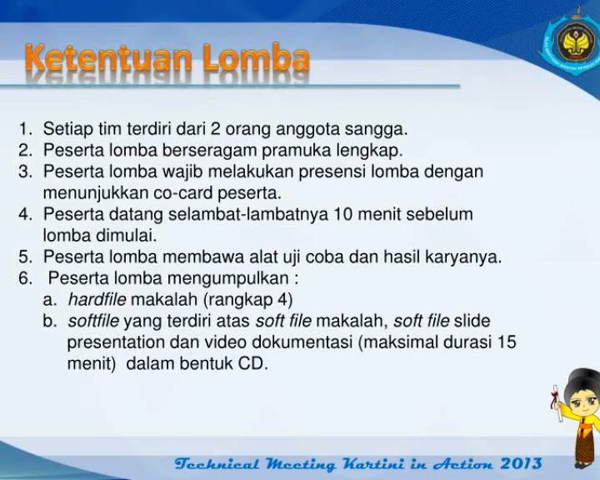 Ketentuan Lomba
1. Setiap tim terdiri dari 2 orang anggota sangga.
2. Peserta lomba berseragam pramuka lengkap.
3. Peserta lomba wajib melakukan presensi lomba dengan
menunjukkan co-card peserta.
4. Peserta datang selambat-lambatnya 10 menit sebelum
lomba dimulai.
5. Peserta lomba membawa alat uji coba dan hasil karyanya.
6. Peserta lomba mengumpulkan :
a. hardfile makalah (rangkap 4)
b. softfile yang terdiri atas soft file makalah, soft file slide
presentation dan video dokumentasi (maksimal durasi 15
menit) dalam bentuk CD.
Technical Meeting Kartini in Action 2013